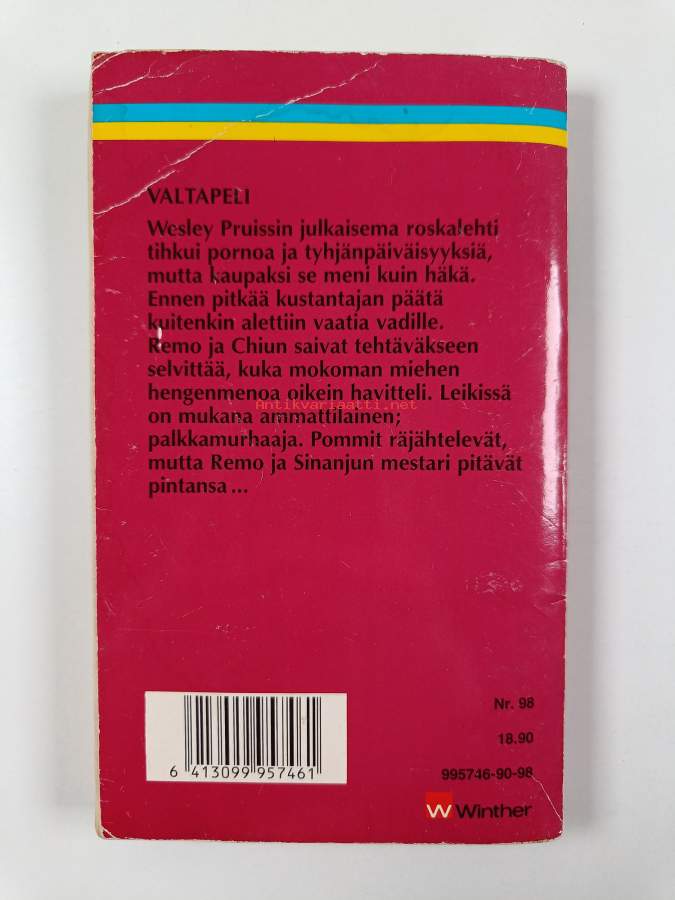 VALTAPELI
Wesley Pruissin julkaisema roskalehti
tihkui pornoa ja tyhjänpäiväisyyksiä,
mutta kaupaksi se meni kuin häkä.
Ennen pitkää kustantajan päätä
kuitenkin alettiin vaatia vadille.
Remo ja Chiun saivat tehtäväkseen
selvittää, kuka mokoman miehen
hengenmenoa oikein havitteli. Leikissä
Antikvariaatti.net
on mukana ammattilainen;
palkkamurhaaja. Pommit räjähtelevät,
mutta Remo ja Sinanjun mestari pitävät
pintansa ...
Nr. 98
18.90
6 413099 957461
995746-90-98
W Winther